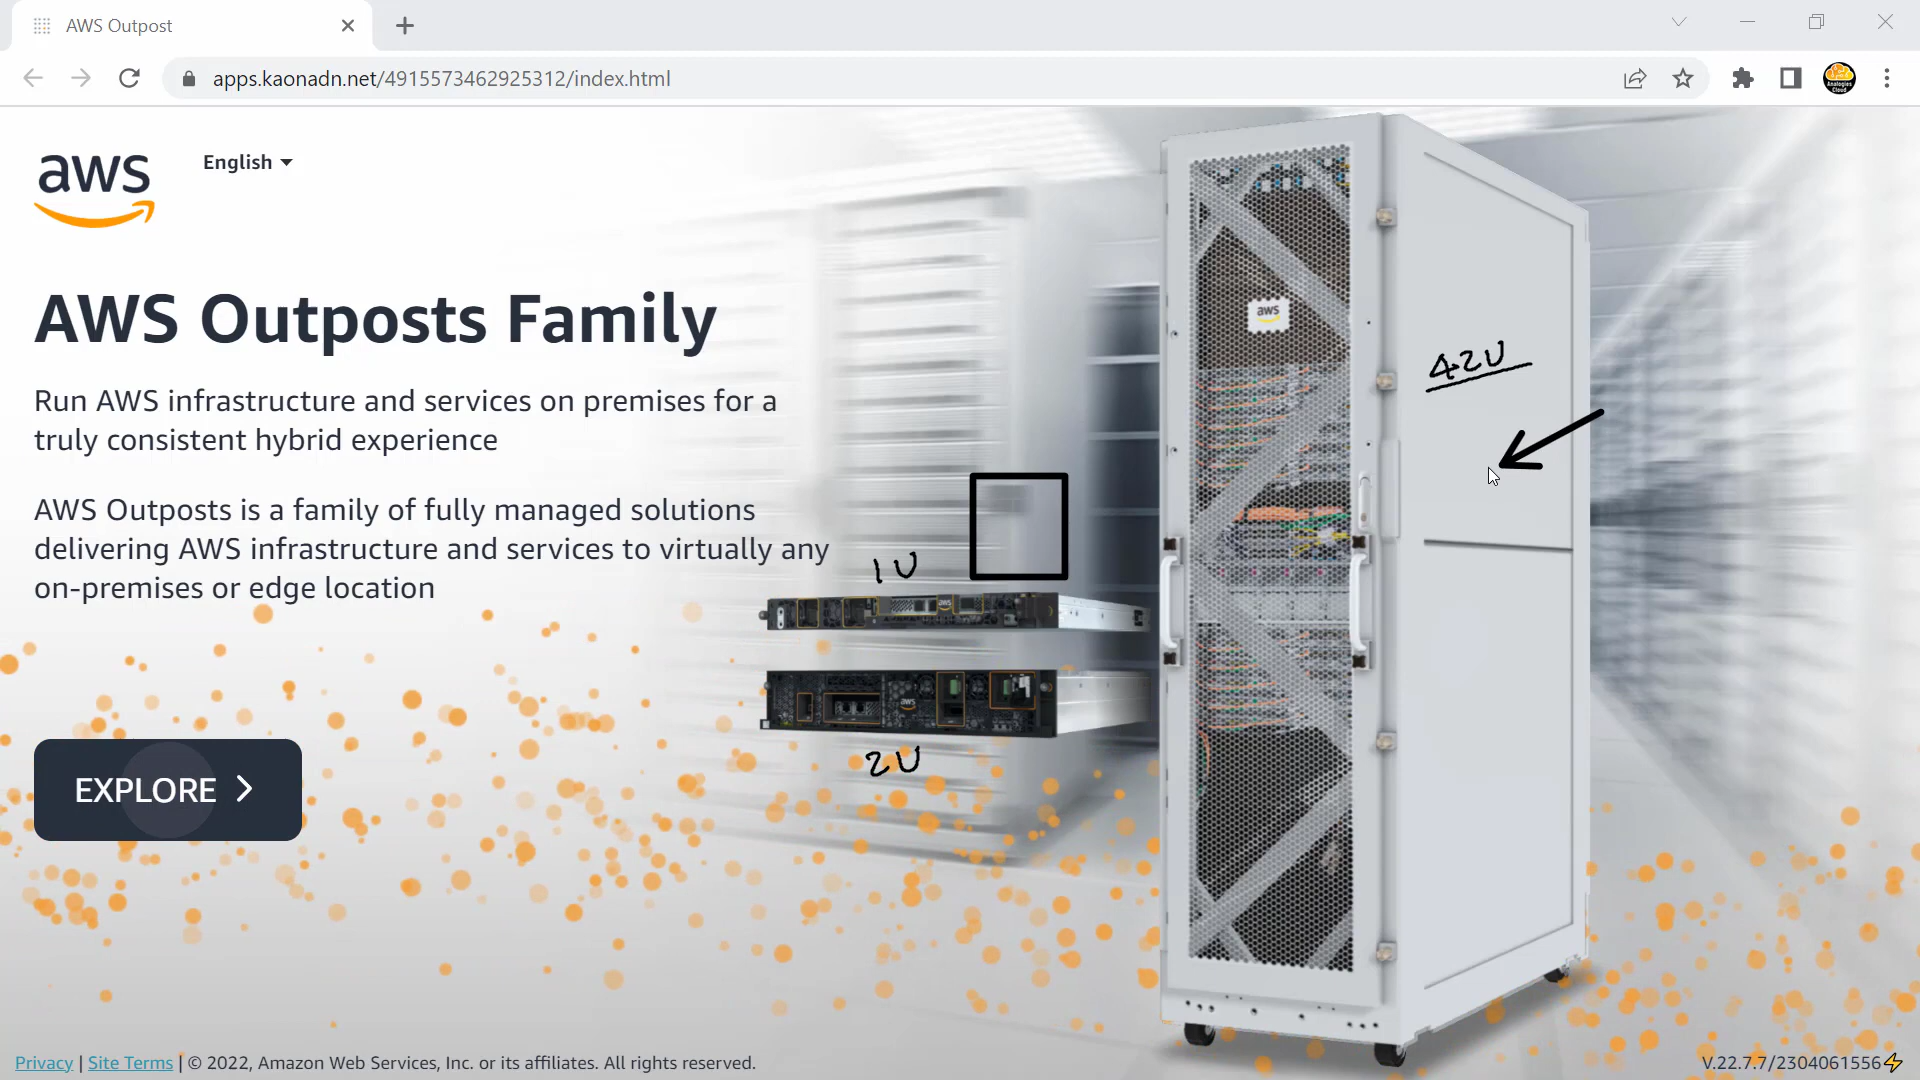 AWS Outpost
apps.kaonadn.net/4915573462925312/index.html
aws
English
AWS Outposts Family
Run AWS infrastructure and services on premises for a
truly consistent hybrid experience
AWS Outposts is a family of fully managed solutions
delivering AWS infrastructure and services to virtually any
on-premises or edge location
EXPLORE
aws
42U
1U
aws
aws
2U
Privacy | Site Terms | © 2022, Amazon Web Services, Inc. or its affiliates. All rights reserved.
V.22.7.7/2304061556